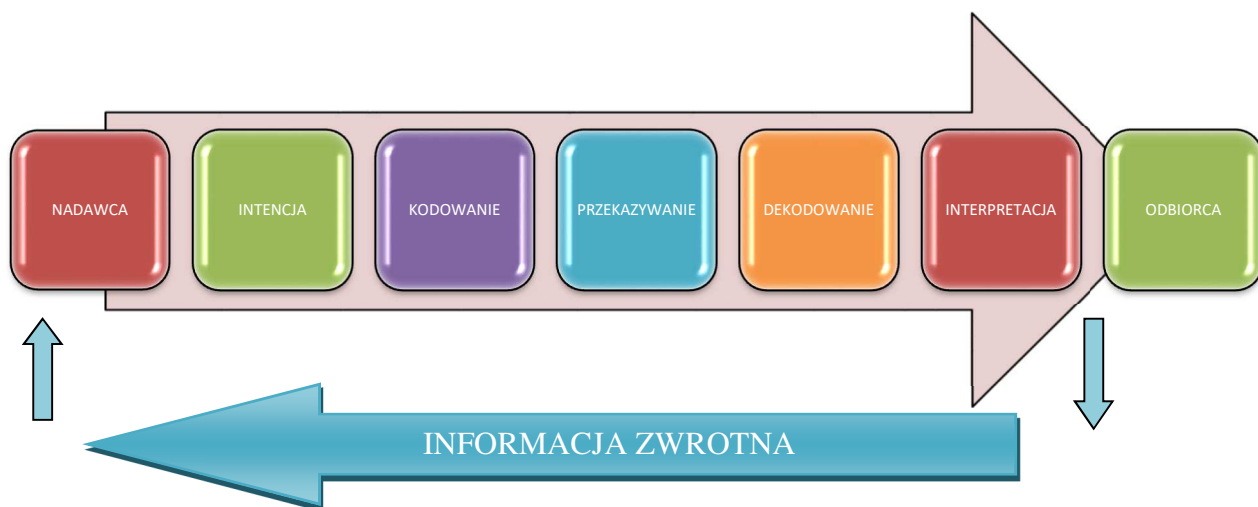 NADAWCA
INTENCJA
KODOWANIE
PRZEKAZYWANIE
DEKODOWANIE
INTERPRETACJA
ODBIORCA
INFORMACJA ZWROTNA